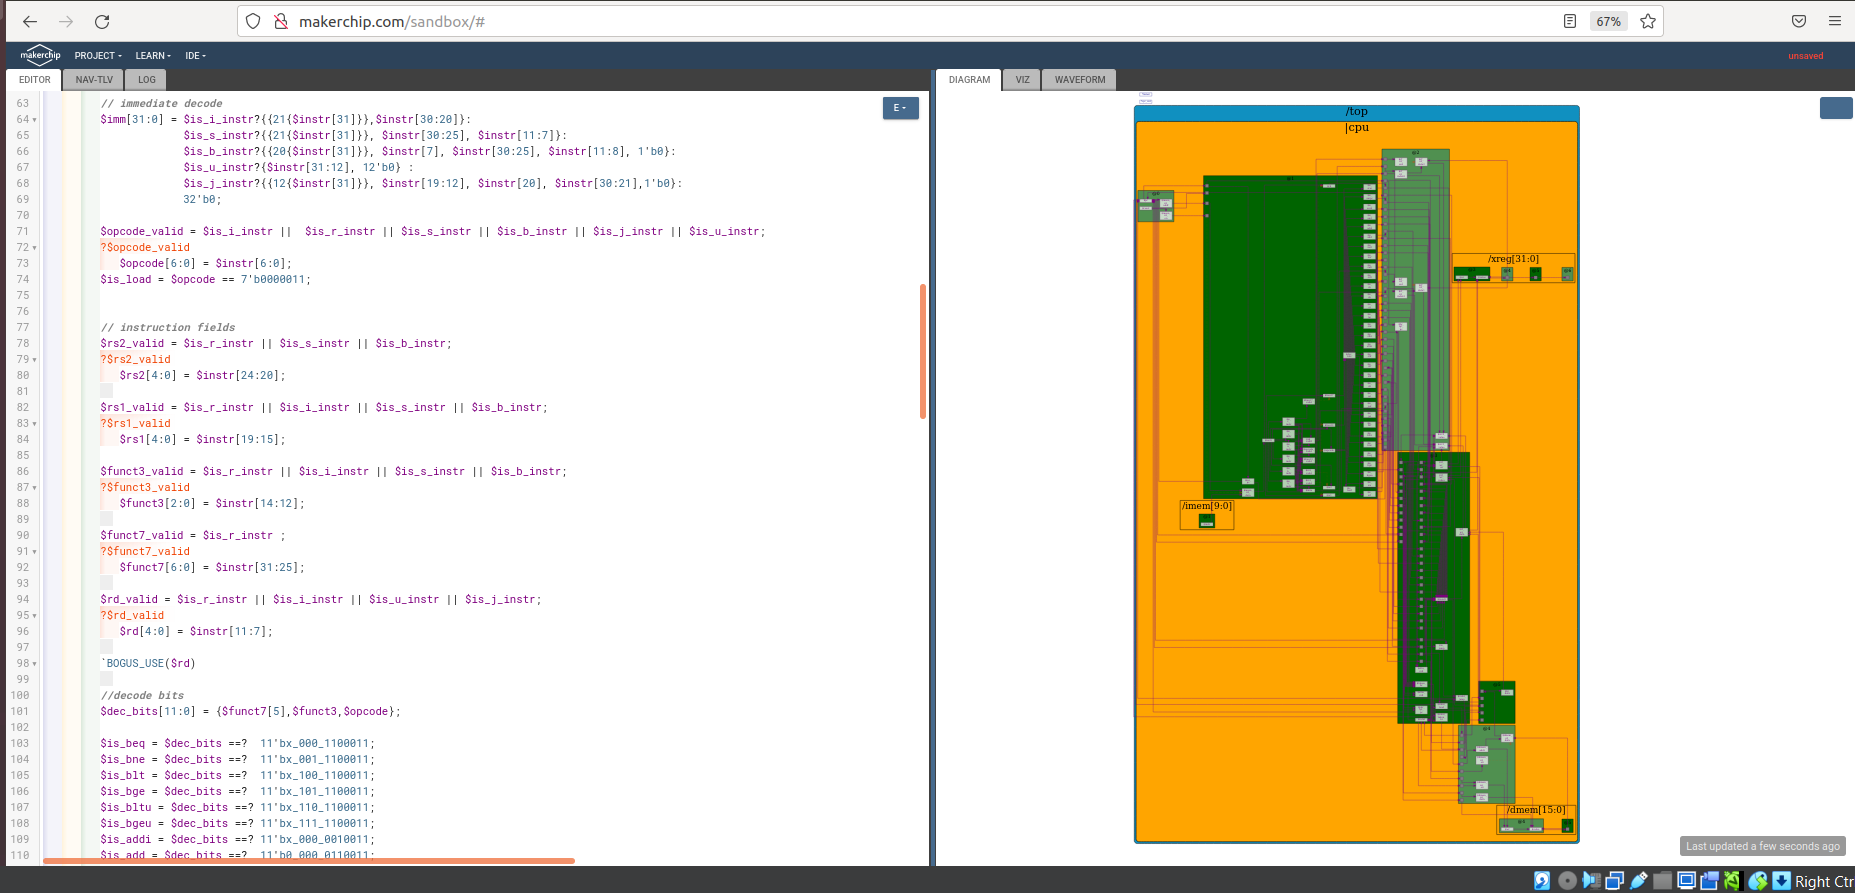 makerchip.com/sandbox/#
67%
makerchip
PROJECT
LEARN
IDE
unsaved
EDITOR
NAV-TLV
LOG
DIAGRAM
VIZ
WAVEFORM
E
63 // immediate decode
64 $imm[31:0] = $is_i_instr?{{21{$instr[31]}},$instr[30:20]}:
65 $is_s_instr?{{21{$instr[31]}}, $instr[30:25], $instr[11:7]}:
66 $is_b_instr?{{20{$instr[31]}}, $instr[7], $instr[30:25], $instr[11:8], 1'b0}:
67 $is_u_instr?{$instr[31:12], 12'b0} :
68 $is_j_instr?{{12{$instr[31]}}, $instr[19:12], $instr[20], $instr[30:21],1'b0}:
69 32'b0;
70
71 $opcode_valid = $is_i_instr || $is_r_instr || $is_s_instr || $is_b_instr || $is_j_instr || $is_u_instr;
72 ?$opcode_valid
73 $opcode[6:0] = $instr[6:0];
74 $is_load = $opcode == 7'b0000011;
75
76
77 // instruction fields
78 $rs2_valid = $is_r_instr || $is_s_instr || $is_b_instr;
79 ?$rs2_valid
80 $rs2[4:0] = $instr[24:20];
81
82 $rs1_valid = $is_r_instr || $is_i_instr || $is_s_instr || $is_b_instr;
83 ?$rs1_valid
84 $rs1[4:0] = $instr[19:15];
85
86 $funct3_valid = $is_r_instr || $is_i_instr || $is_s_instr || $is_b_instr;
87 ?$funct3_valid
88 $funct3[2:0] = $instr[14:12];
89
90 $funct7_valid = $is_r_instr ;
91 ?$funct7_valid
92 $funct7[6:0] = $instr[31:25];
93
94 $rd_valid = $is_r_instr || $is_i_instr || $is_u_instr || $is_j_instr;
95 ?$rd_valid
96 $rd[4:0] = $instr[11:7];
97
98 `BOGUS_USE($rd)
99
100 //decode bits
101 $dec_bits[11:0] = {$funct7[5],$funct3,$opcode};
102
103 $is_beq = $dec_bits ==? 11'bx_000_1100011;
104 $is_bne = $dec_bits ==? 11'bx_001_1100011;
105 $is_blt = $dec_bits ==? 11'bx_100_1100011;
106 $is_bge = $dec_bits ==? 11'bx_101_1100011;
107 $is_bltu = $dec_bits ==? 11'bx_110_1100011;
108 $is_bgeu = $dec_bits ==? 11'bx_111_1100011;
109 $is_addi = $dec_bits ==? 11'bx_000_0010011;
110 $is_add = $dec_bits ==? 11'b0_000_0110011;
/top
|cpu
/xreg[31:0]
/imem[9:0]
/dmem[15:0]
Last updated a few seconds ago
Right Ctr